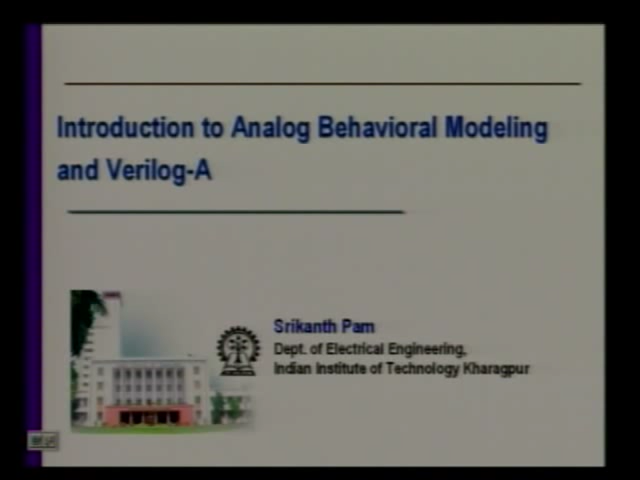 Introduction to Analog Behavioral Modeling
and Verilog-A
Srikanth Pam
Dept. of Electrical Engineering,
Indian Institute of Technology Kharagpur